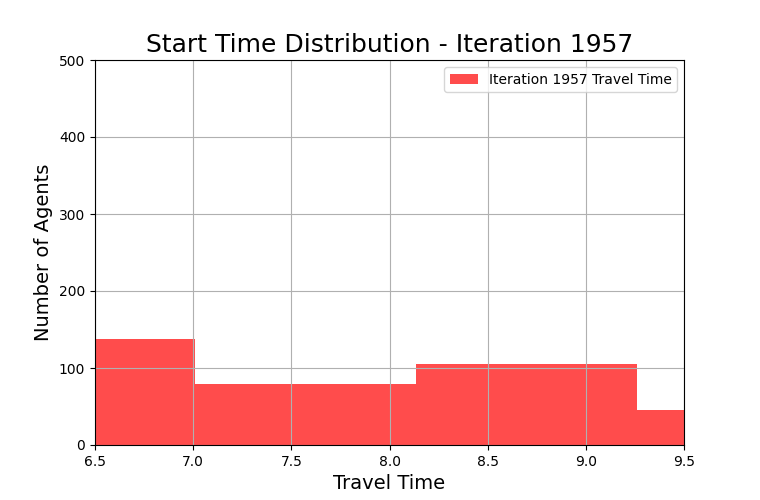 Start Time Distribution - Iteration 1957
Iteration 1957 Travel Time
Number of Agents
500
400
300
200
100
0
6.5 7.0 7.5 8.0 8.5 9.0 9.5
Travel Time